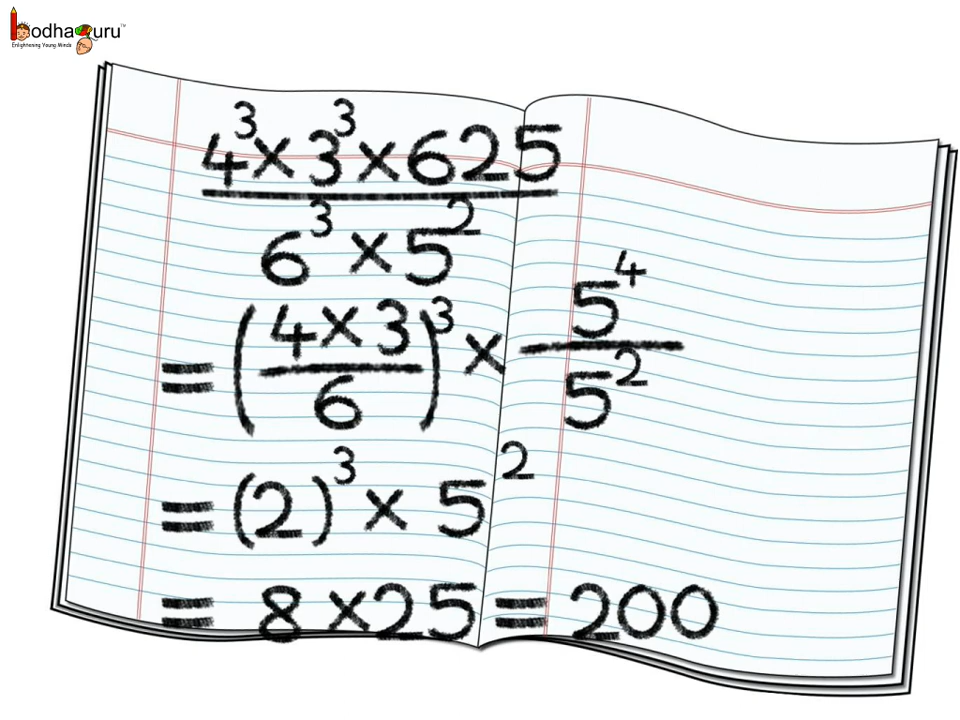 BodhaGuru™
Enlightening Young Minds
4³×3³×625
6³×5²
=(4×3/6)³×5⁴/5²
=(2)³×5²
=8×25=200